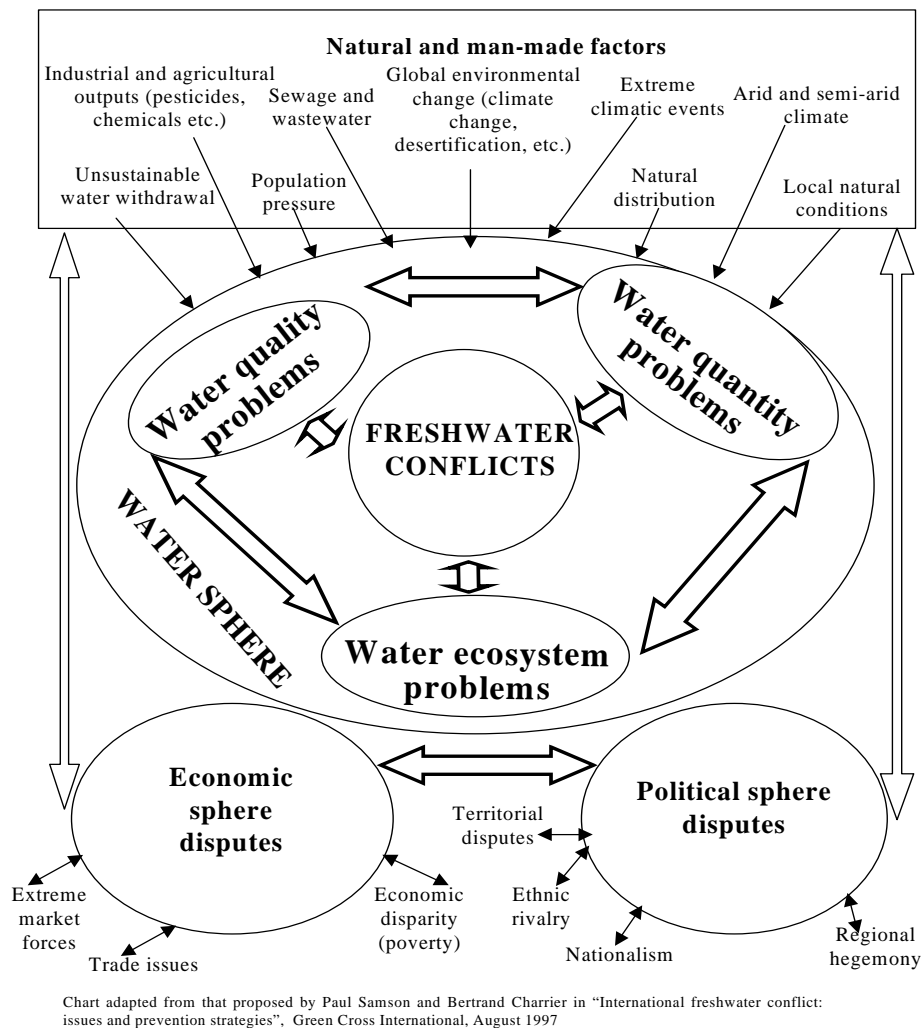 Natural and man-made factors
Industrial and agricultural
outputs (pesticides,
chemicals etc.)
Sewage and
wastewater
Global environmental
change (climate
change,
desertification, etc.)
Extreme
climatic events
Arid and semi-arid
climate
Unsustainable
water withdrawal
Population
pressure
Natural
distribution
Local natural
conditions
Water quality
problems
Water quantity
problems
FRESHWATER
CONFLICTS
WATER SPHERE
Water ecosystem
problems
Economic
sphere
disputes
Political sphere
disputes
Territorial
disputes
Extreme
market
forces
Trade issues
Economic
disparity
(poverty)
Ethnic
rivalry
Nationalism
Regional
hegemony
Chart adapted from that proposed by Paul Samson and Bertrand Charrier in “International freshwater conflict:
issues and prevention strategies”, Green Cross International, August 1997